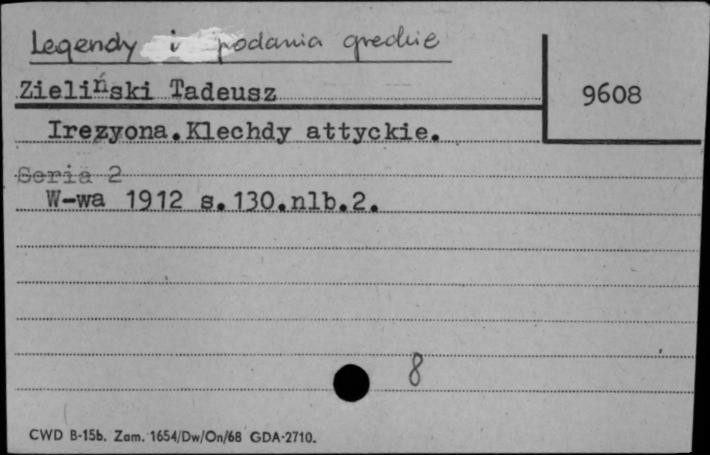 Legendy i podania greckie
Zieliński Tadeusz
9608
Irezyona.Klechdy attyckie.
Seria 2
W-wa 1912 s.130.nlb.2.
8
CWD B-15b. Zam. 1654/Dw/On/68 GDA-2710.